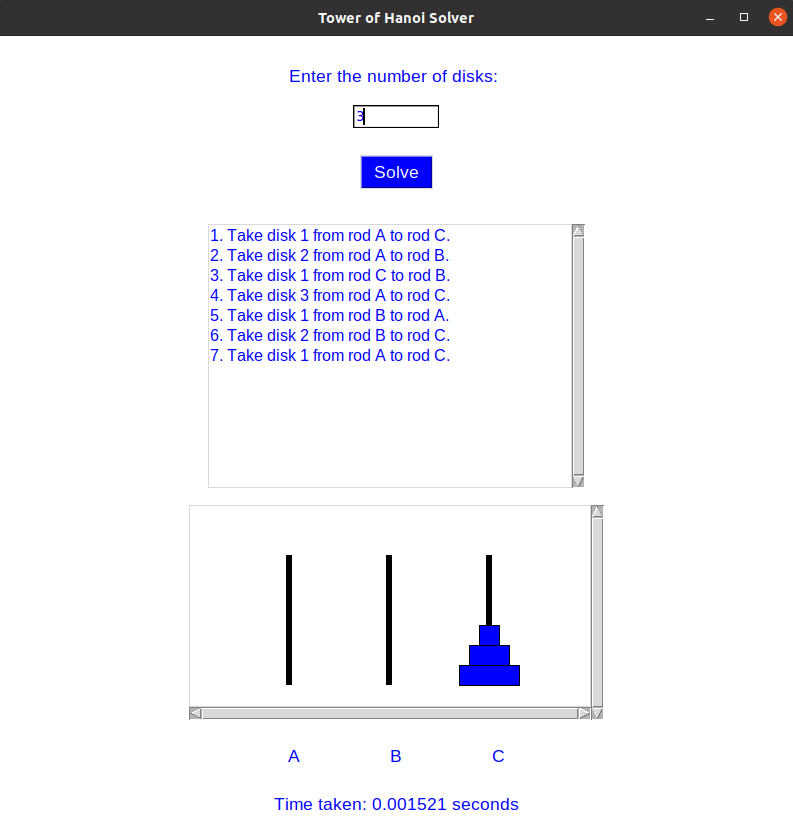 Tower of Hanoi Solver
Enter the number of disks:
3
Solve
1. Take disk 1 from rod A to rod C.
2. Take disk 2 from rod A to rod B.
3. Take disk 1 from rod C to rod B.
4. Take disk 3 from rod A to rod C.
5. Take disk 1 from rod B to rod A.
6. Take disk 2 from rod B to rod C.
7. Take disk 1 from rod A to rod C.
A B C
Time taken: 0.001521 seconds